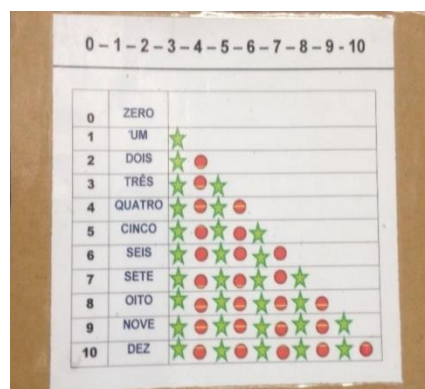 0 – 1 – 2 – 3 – 4 – 5 – 6 – 7 – 8 – 9 - 10
0 ZERO
1 UM
2 DOIS
3 TRÊS
4 QUATRO
5 CINCO
6 SEIS
7 SETE
8 OITO
9 NOVE
10 DEZ